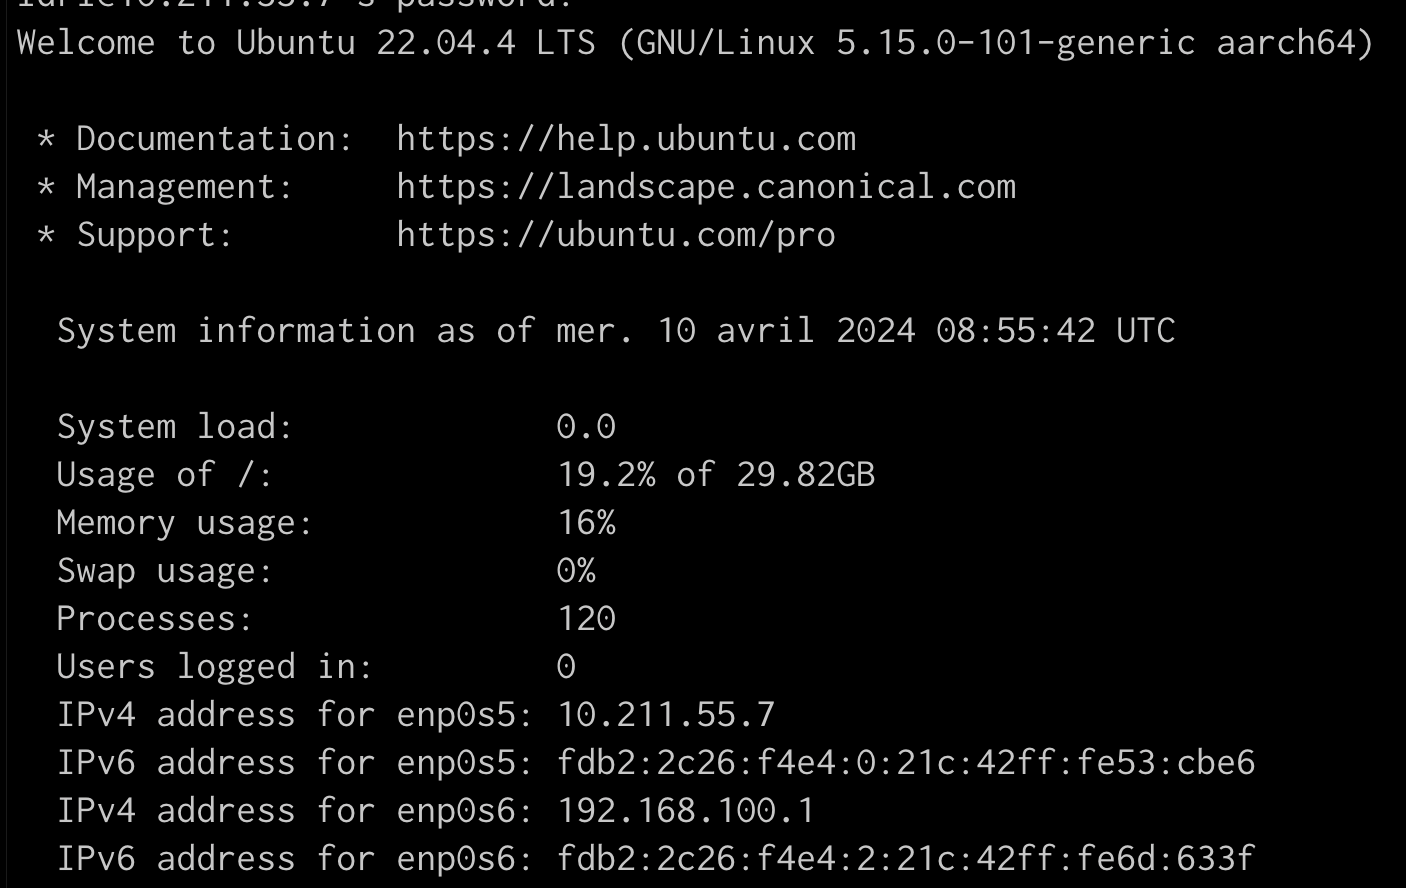 password:
Welcome to Ubuntu 22.04.4 LTS (GNU/Linux 5.15.0-101-generic aarch64)
* Documentation: https://help.ubuntu.com
* Management: https://landscape.canonical.com
* Support: https://ubuntu.com/pro
System information as of mer. 10 avril 2024 08:55:42 UTC
System load: 0.0
Usage of /: 19.2% of 29.82GB
Memory usage: 16%
Swap usage: 0%
Processes: 120
Users logged in: 0
IPv4 address for enp0s5: 10.211.55.7
IPv6 address for enp0s5: fdb2:2c26:f4e4:0:21c:42ff:fe53:cbe6
IPv4 address for enp0s6: 192.168.100.1
IPv6 address for enp0s6: fdb2:2c26:f4e4:2:21c:42ff:fe6d:633f